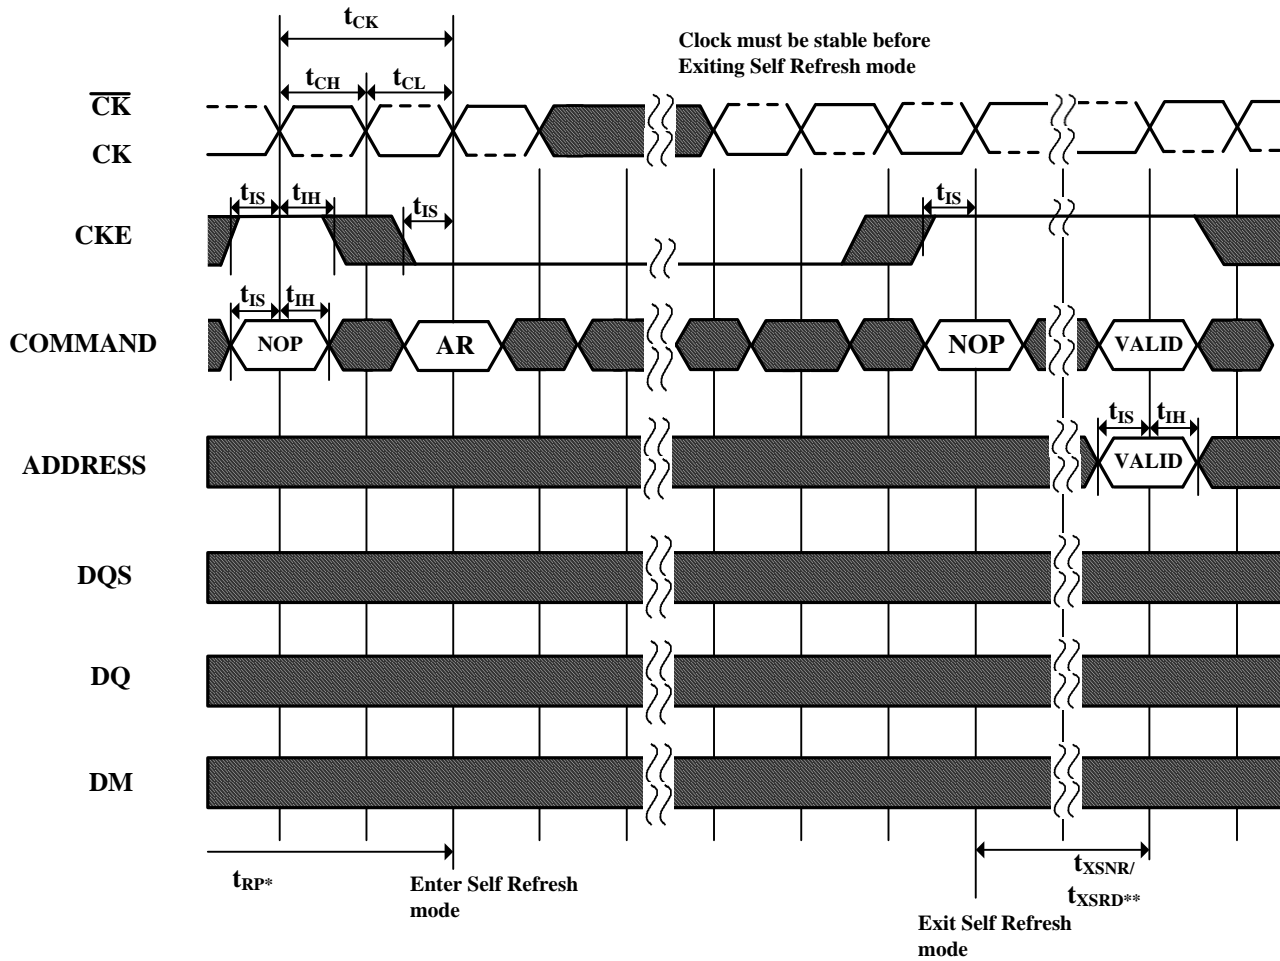 tCK
Clock must be stable before
Exiting Self Refresh mode
tCH
tCL
CK
CK
tIS
tIH
tIS
tIS
CKE
tIS
tIH
COMMAND
NOP
AR
NOP
VALID
tIS
tIH
ADDRESS
VALID
DQS
DQ
DM
tRP*
Enter Self Refresh
mode
tXSNR/
tXSRD**
Exit Self Refresh
mode